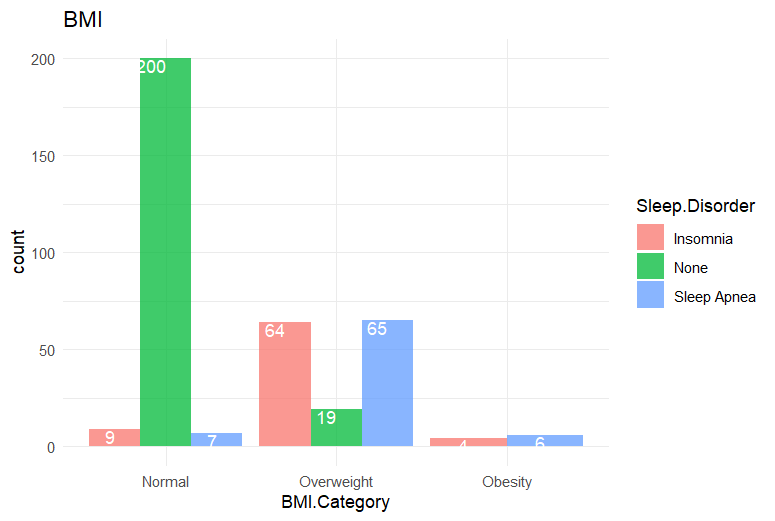 BMI
200
150
100
50
0
count
200
9
7
64
19
65
4
6
Normal
Overweight
Obesity
BMI.Category
Sleep.Disorder
Insomnia
None
Sleep Apnea